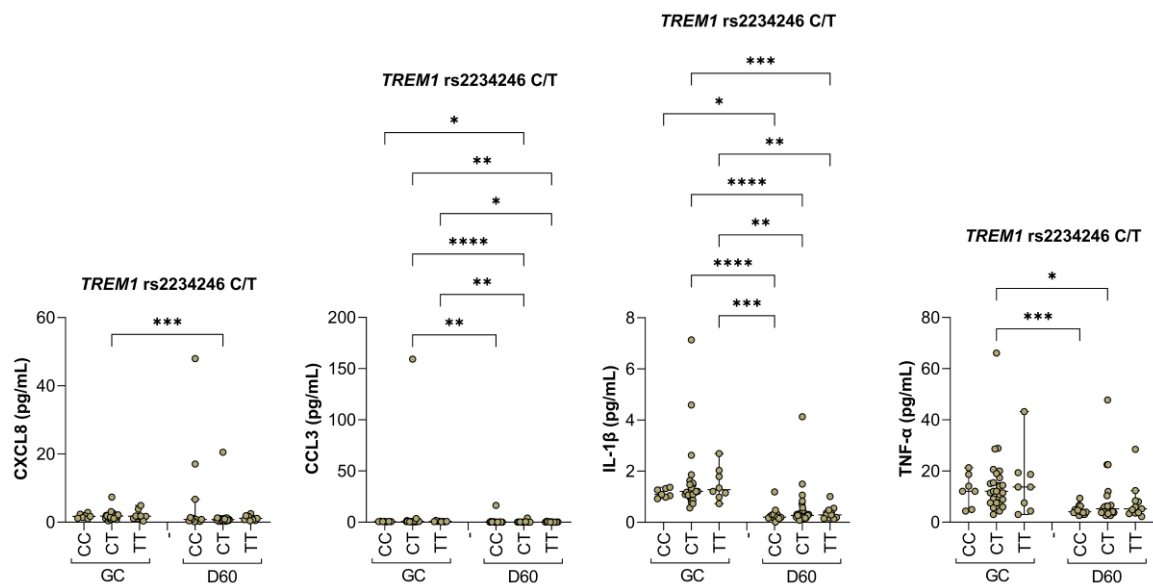 TREM1 rs2234246 C/T
***
CXCL8 (pg/mL)
60
40
20
0
CC
CT
TT
-
CC
CT
TT
GC
D60
TREM1 rs2234246 C/T
*
**
*
****
**
**
CCL3 (pg/mL)
200
150
100
50
0
CC
CT
TT
-
CC
CT
TT
GC
D60
TREM1 rs2234246 C/T
***
*
**
****
**
****
***
IL-1β (pg/mL)
8
6
4
2
0
CC
CT
TT
-
CC
CT
TT
GC
D60
TREM1 rs2234246 C/T
*
***
TNF-α (pg/mL)
80
60
40
20
0
CC
CT
TT
-
CC
CT
TT
GC
D60